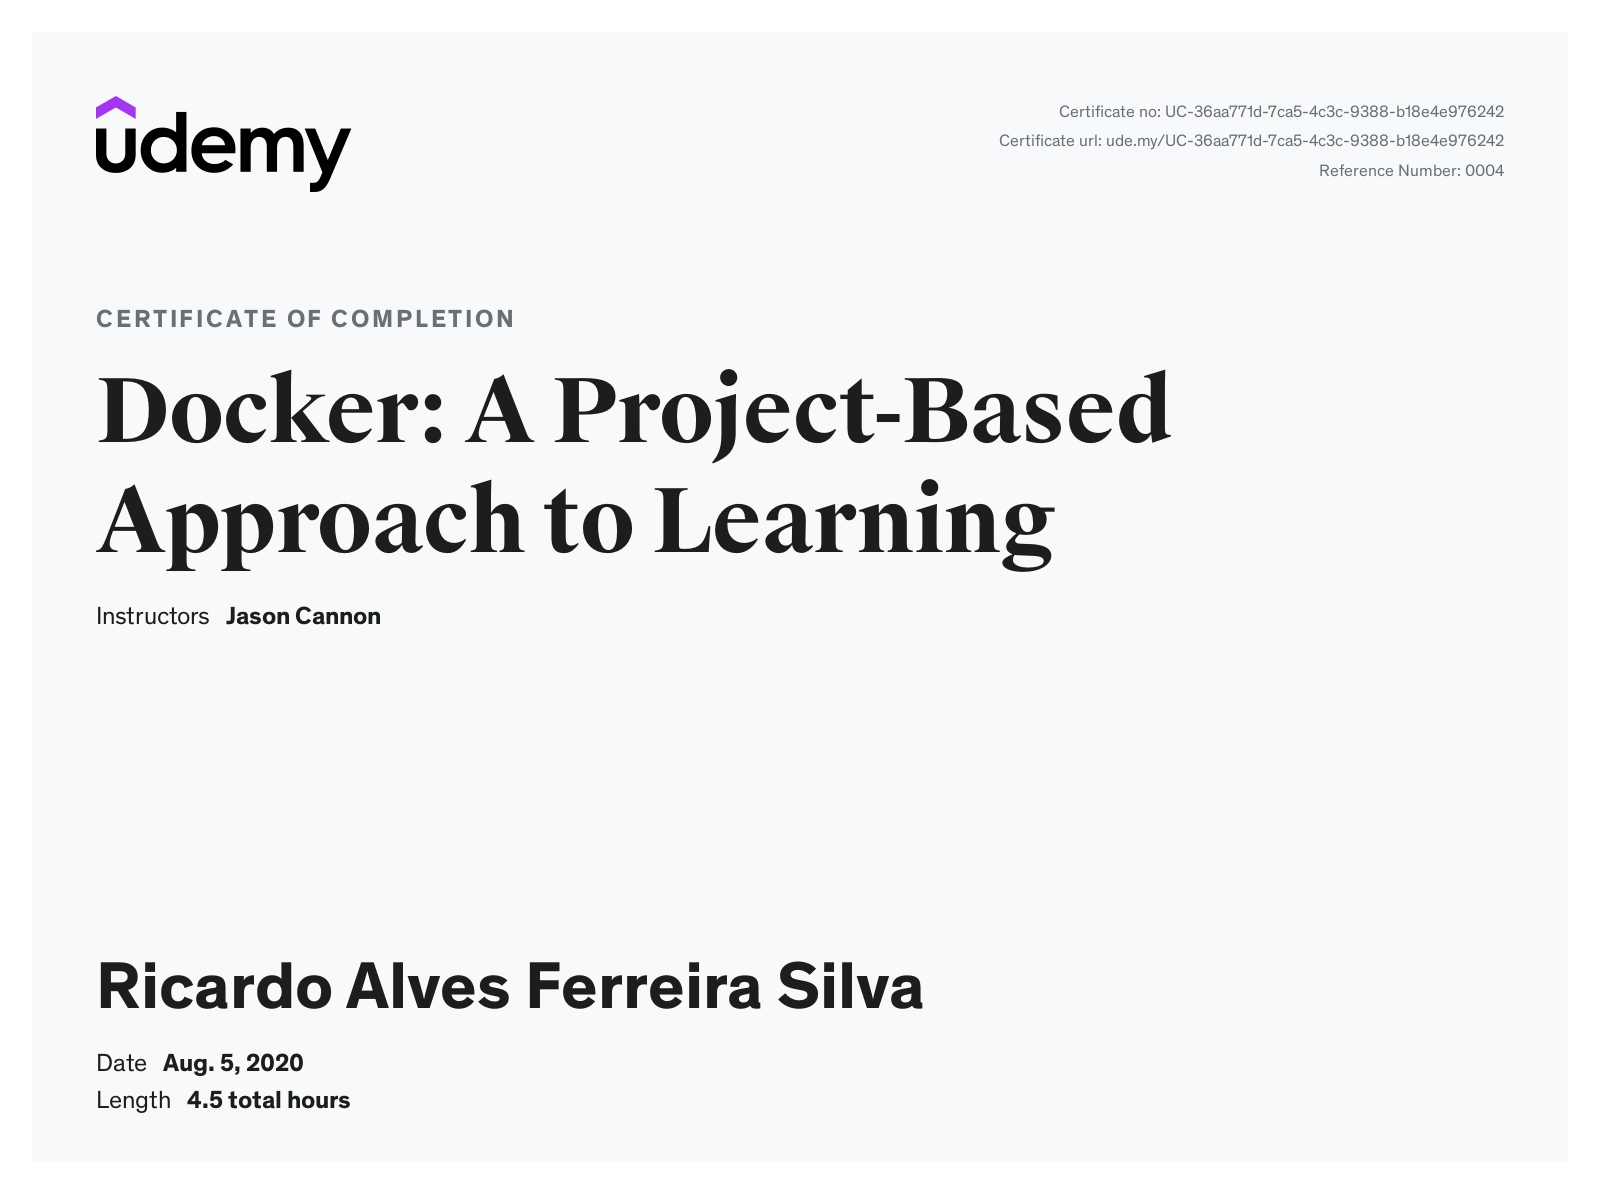 udemy
Certificate no: UC-36aa771d-7ca5-4c3c-9388-b18e4e976242
Certificate url: ude.my/UC-36aa771d-7ca5-4c3c-9388-b18e4e976242
Reference Number: 0004
CERTIFICATE OF COMPLETION
Docker: A Project-Based
Approach to Learning
Instructors Jason Cannon
Ricardo Alves Ferreira Silva
Date Aug. 5, 2020
Length 4.5 total hours